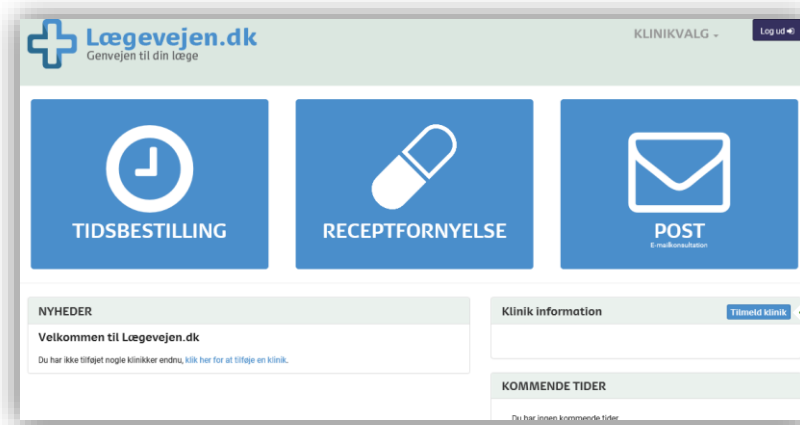 Lægevejen.dk
Genvejen til din læge
KLINIKVALG
Log ud
TIDSBESTILLING
RECEPTFORNYELSE
POST
E-mailkonsultation
NYHEDER
Velkommen til Lægevejen.dk
Du har ikke tilføjet nogle klinikker endnu, klik her for at tilføje en klinik.
Klinik information
Tilmeld klinik
KOMMENDE TIDER
Du har ingen kommende tider